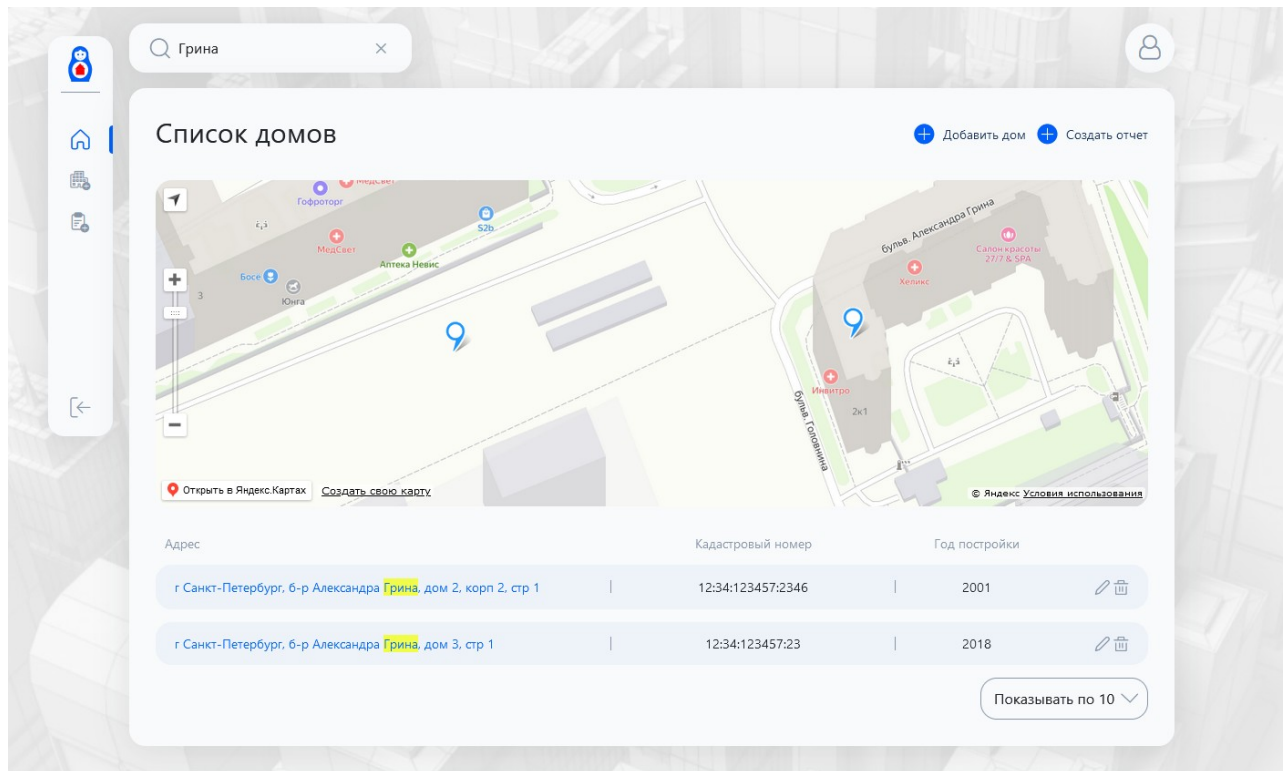 Грина
Список домов
Добавить дом
Создать отчет
МедСвет
Гофроторг
S2b
МедСвет
Аптека Невис
Босе
Юнга
3
бульв. Александра Грина
Салон красоты
27/7 & SPA
Хеликс
Инвитро
2к1
бульв. Головнина
Открыть в Яндекс.Картах
Создать свою карту
© Яндекс Условия использования
Адрес Кадастровый номер Год постройки
г Санкт-Петербург, б-р Александра Грина, дом 2, корп 2, стр 1 | 12:34:123457:2346 | 2001
г Санкт-Петербург, б-р Александра Грина, дом 3, стр 1 | 12:34:123457:23 | 2018
Показывать по 10